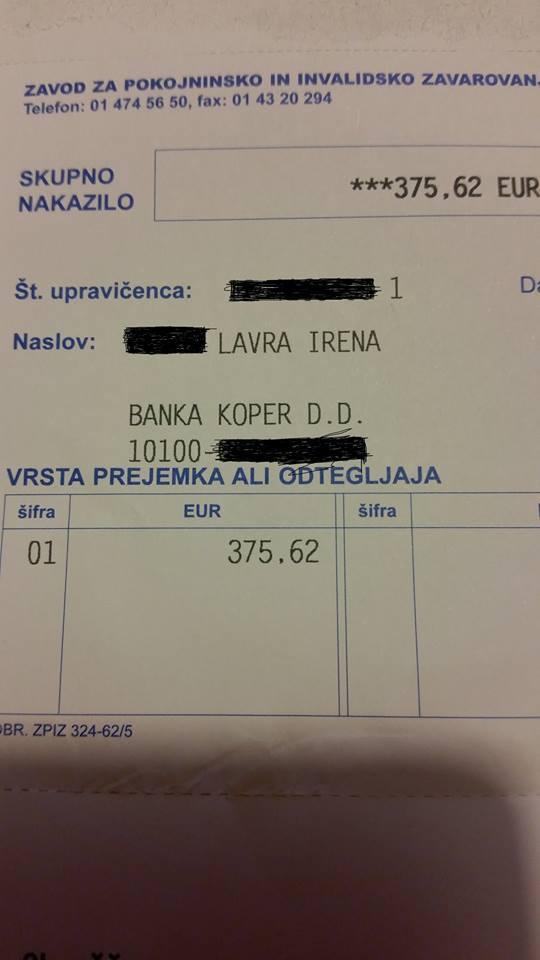 ZAVOD ZA POKOJNINSKO IN INVALIDSKO ZAVAROVANJ
Telefon: 01 474 56 50, fax: 01 43 20 294
SKUPNO
NAKAZILO
***375,62 EUR
Št. upravičenca: 1
Da
Naslov: LAVRA IRENA
BANKA KOPER D.D.
10100-
VRSTA PREJEMKA ALI ODTEGLJAJA
šifra EUR šifra
01 375,62
OBR. ZPIZ 324-62/5